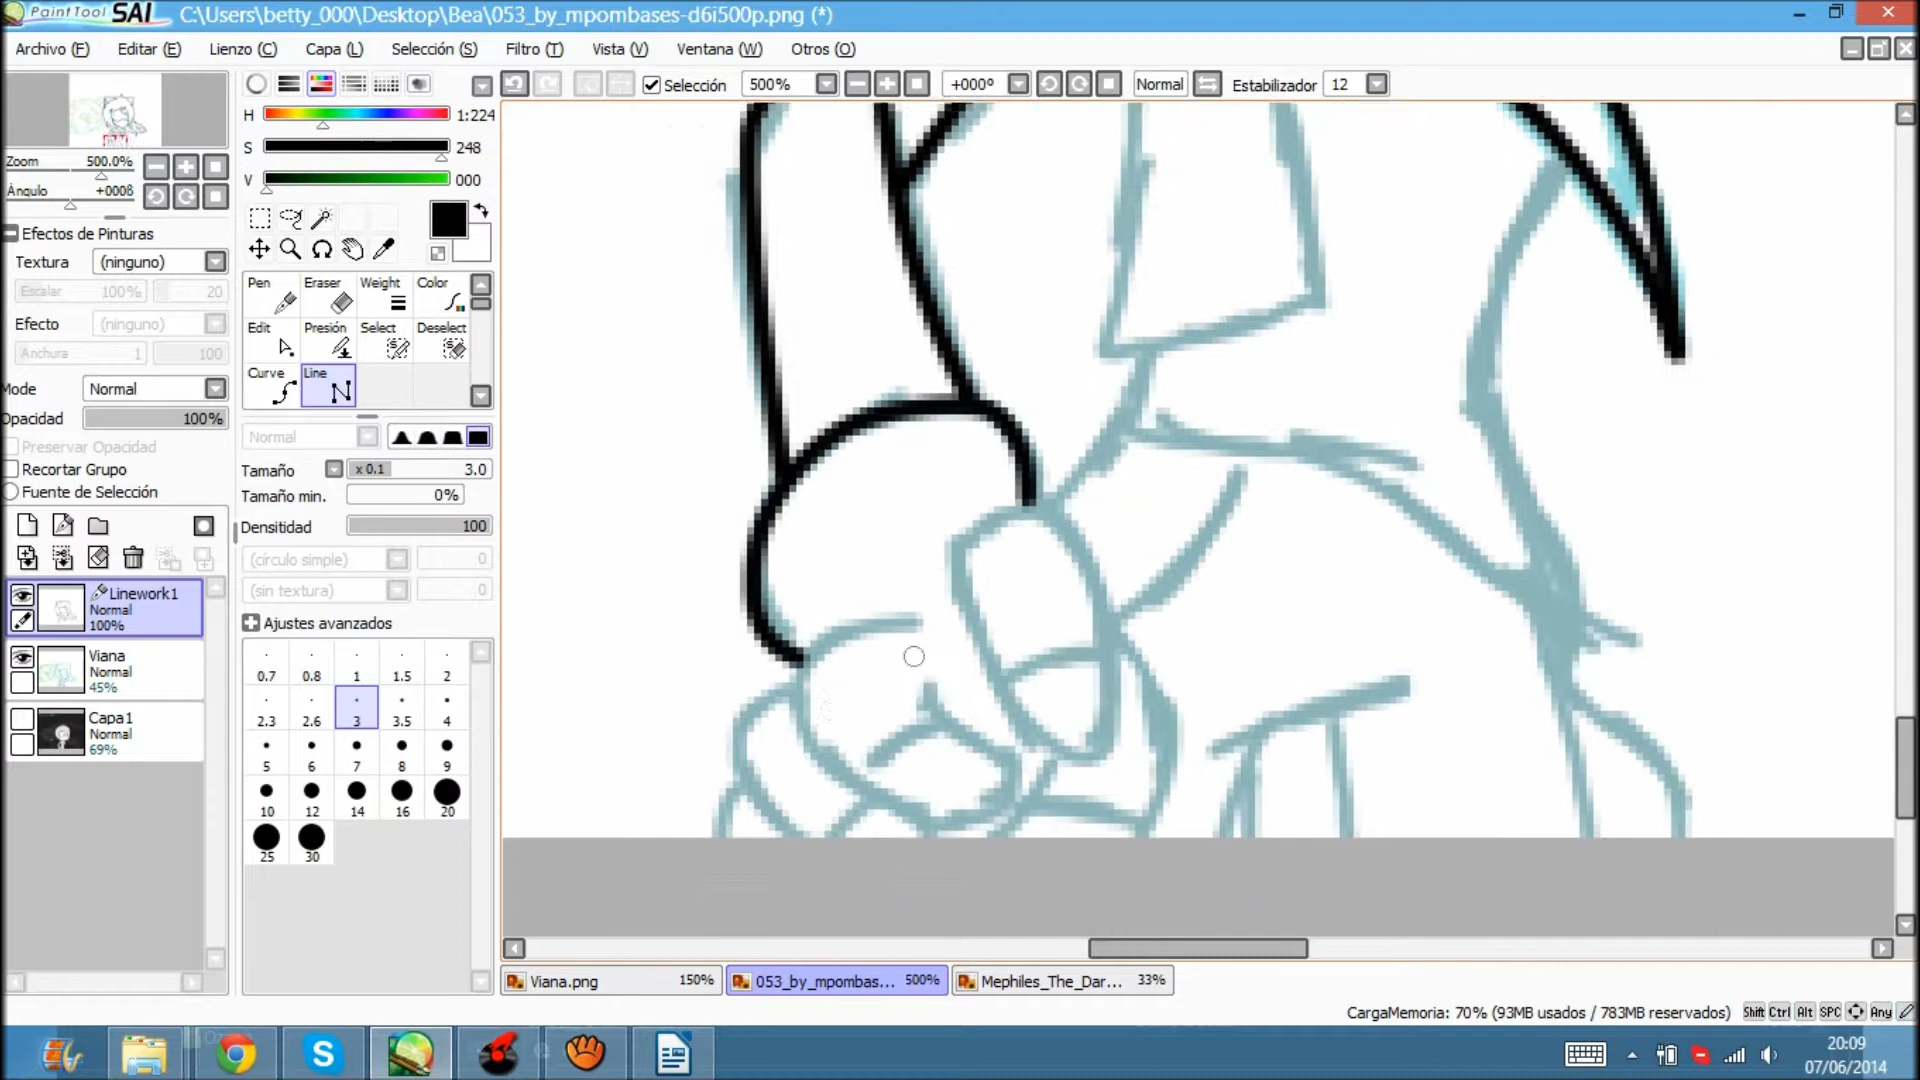 PaintTool SAI C:\Users\betty_000\Desktop\Bea\053_by_mpombases-d6i500p.png (*)
Archivo (F) Editar (E) Lienzo (C) Capa (L) Selección (S) Filtro (T) Vista (V) Ventana (W) Otros (O)
Selección 500% +000º Normal Estabilizador 12
H 1:224
S 248
V 000
Zoom 500.0%
Ángulo +000ß
Efectos de Pinturas
Textura (ninguno)
Escalar 100% 20
Efecto (ninguno)
Anchura 1 100
Mode Normal
Opacidad 100%
Preservar Opacidad
Recortar Grupo
Fuente de Selección
Linework1
Normal
100%
Viana
Normal
45%
Capa1
Normal
69%
Pen Eraser Weight Color
Edit Presión Select Deselect
Curve Line
Normal
Tamaño x 0.1 3.0
Tamaño min. 0%
Densitidad 100
(círculo simple) 0
(sin textura) 0
Ajustes avanzados
0.7 0.8 1 1.5 2
2.3 2.6 3 3.5 4
5 6 7 8 9
10 12 14 16 20
25 30
Viana.png 150% 053_by_mpombas... 500% Mephiles_The_Dar... 33%
CargaMemoria: 70% (93MB usados / 783MB reservados) Shift Ctrl Alt SPC Any
20:09
07/06/2014